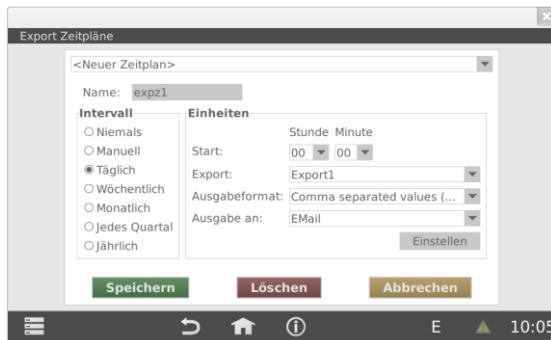 Export Zeitpläne
<Neuer Zeitplan>
Name: expz1
Intervall
Niemals
Manuell
Täglich
Wöchentlich
Monatlich
Jedes Quartal
Jährlich
Einheiten
Stunde Minute
Start: 00 00
Export: Export1
Ausgabeformat: Comma separated values (...
Ausgabe an: EMail
Einstellen
Speichern Löschen Abbrechen
E 10:05